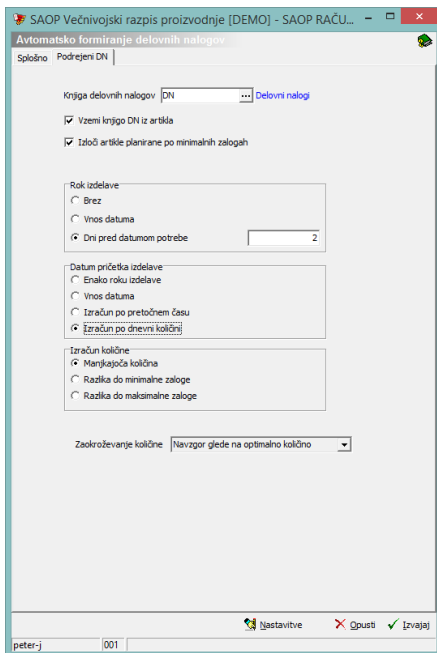 SAOP Večnivojski razpis proizvodnje [DEMO] - SAOP RAČU...
Avtomatsko formiranje delovnih nalogov
Splošno Podrejeni DN
Knjiga delovnih nalogov DN ... Delovni nalogi
Vzemi knjigo DN iz artikla
Izloči artikle planirane po minimalnih zalogah
Rok izdelave
Brez
Vnos datuma
Dni pred datumom potrebe 2
Datum pričetka izdelave
Enako roku izdelave
Vnos datuma
Izračun po pretočnem času
Izračun po dnevni količini
Izračun količine
Manjkajoča količina
Razlika do minimalne zaloge
Razlika do maksimalne zaloge
Zaokroževanje količine Navzgor glede na optimalno količino
Nastavitve Opusti Izvajaj
peter-j 001